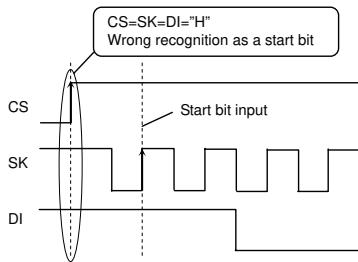 CS=SK=DI="H"
Wrong recognition as a start bit
CS
Start bit input
SK
DI